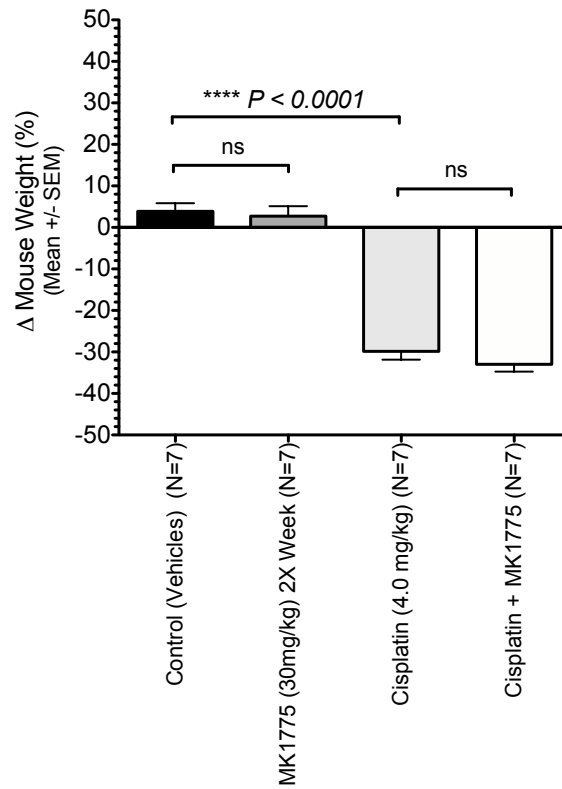 Δ Mouse Weight (%)
(Mean +/- SEM)
50
40
30
20
10
0
-10
-20
-30
-40
-50
**** P < 0.0001
ns
ns
Control (Vehicles) (N=7)
MK1775 (30mg/kg) 2X Week (N=7)
Cisplatin (4.0 mg/kg) (N=7)
Cisplatin + MK1775 (N=7)